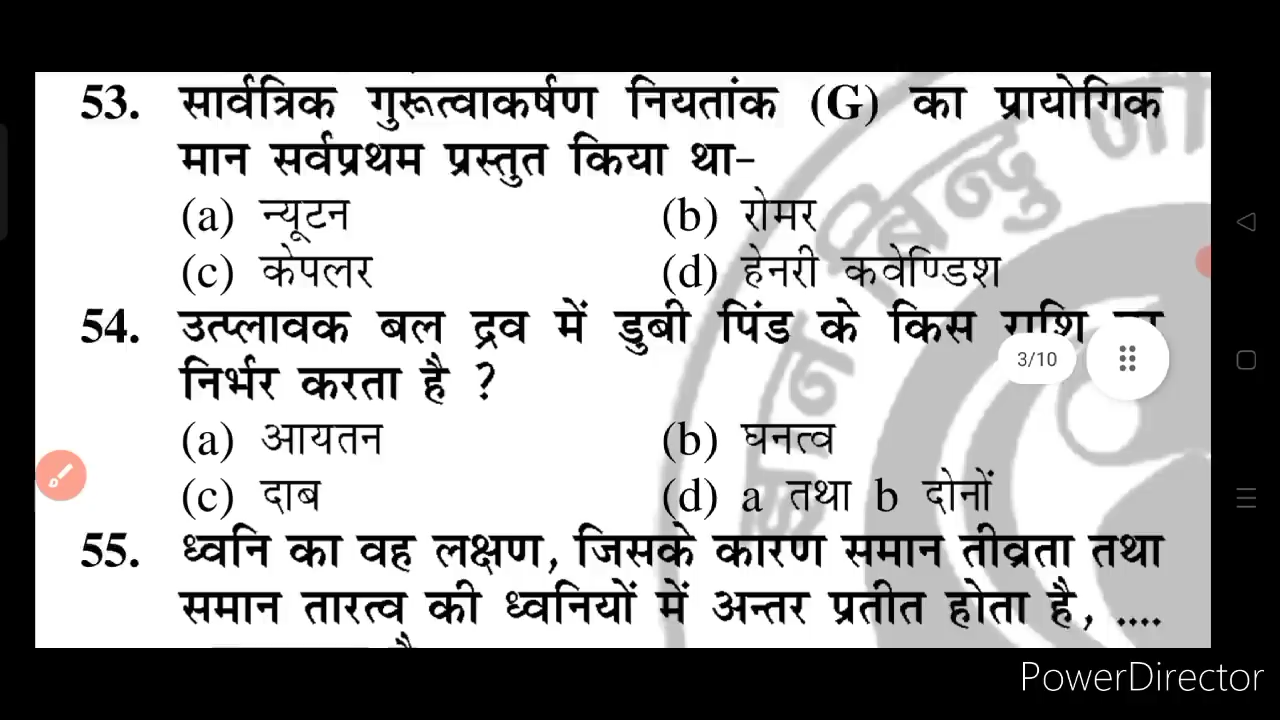 53. सार्वत्रिक गुरूत्वाकर्षण नियतांक (G) का प्रायोगिक
मान सर्वप्रथम प्रस्तुत किया था-
(a) न्यूटन (b) रोमर
(c) केपलर (d) हेनरी कवेण्डिश
54. उत्प्लावक बल द्रव में डुबी पिंड के किस राशि
3/10
निर्भर करता है ?
(a) आयतन (b) घनत्व
(c) दाब (d) a तथा b दोनों
55. ध्वनि का वह लक्षण, जिसके कारण समान तीव्रता तथा
समान तारत्व की ध्वनियों में अन्तर प्रतीत होता है, ....
PowerDirector